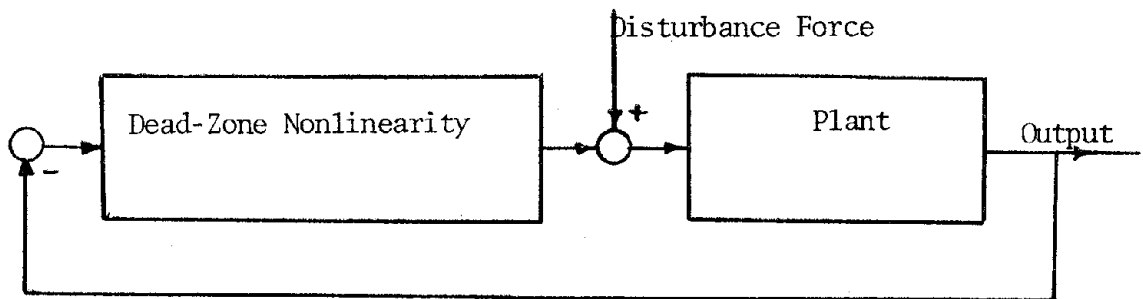 Disturbance Force
Dead-Zone Nonlinearity
Plant
Output
+
-